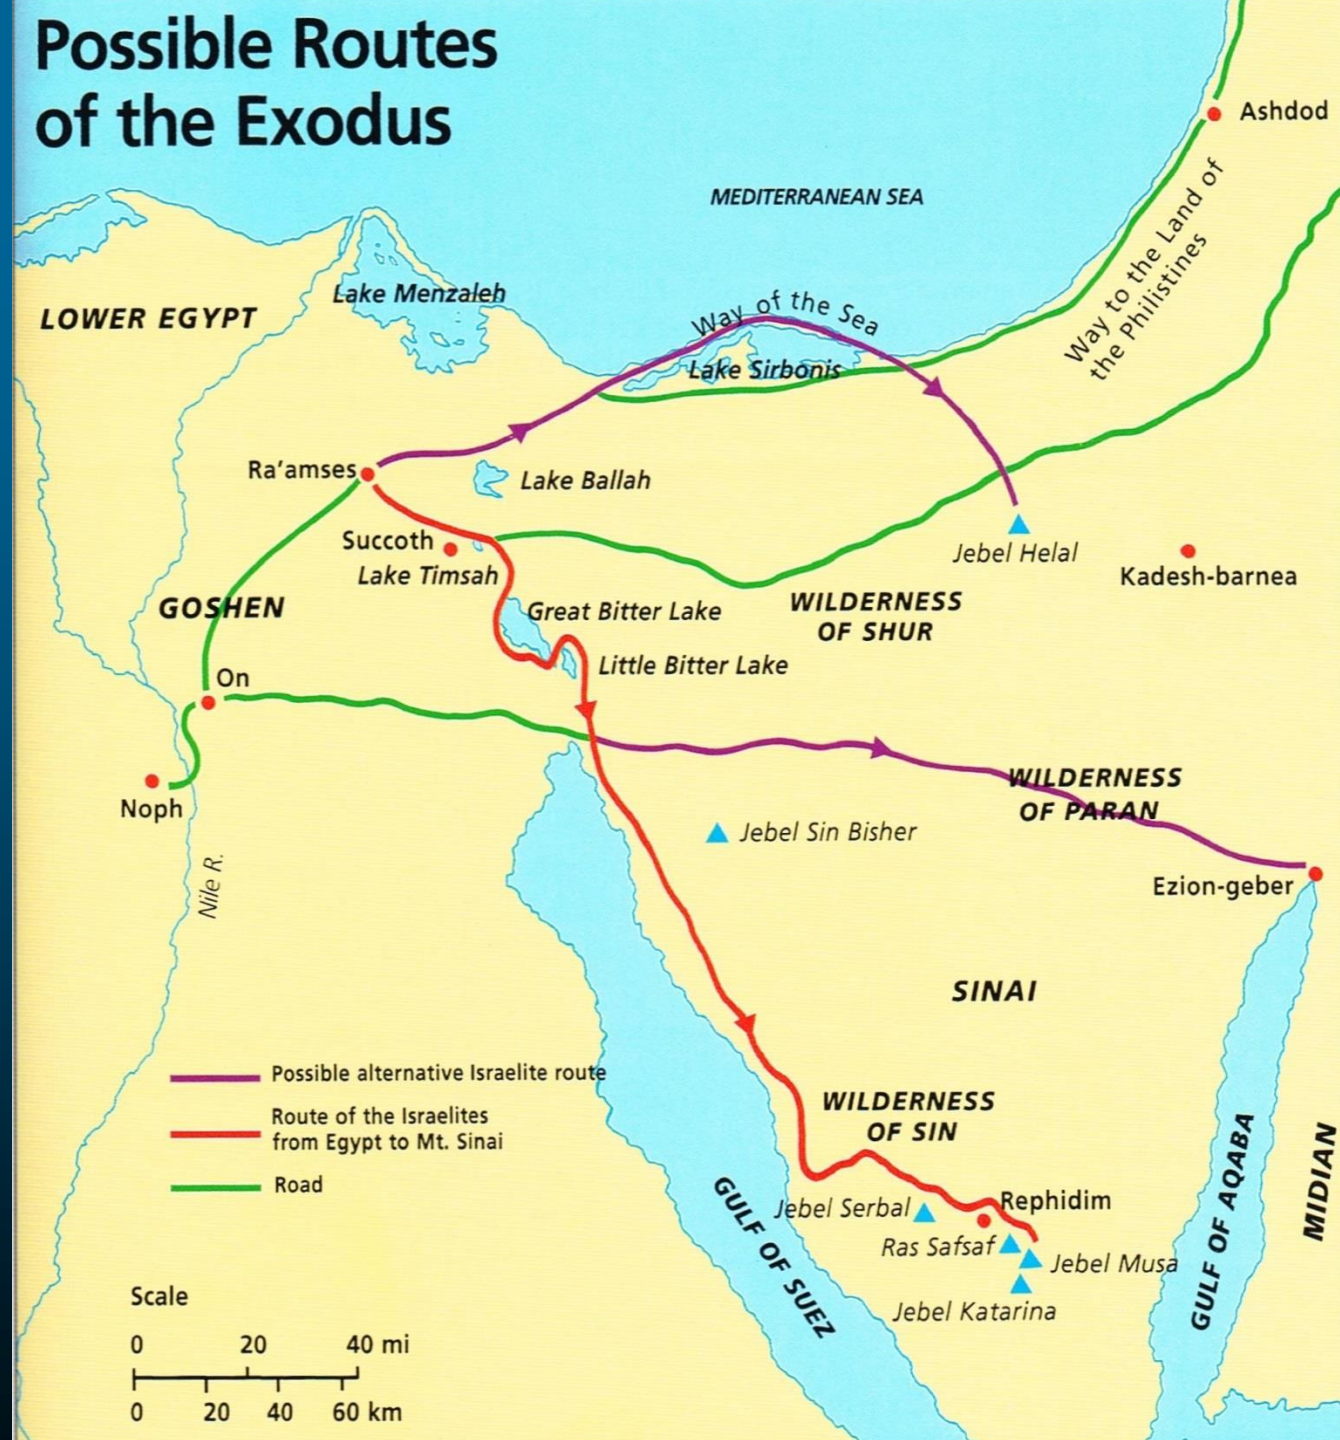 Possible Routes
of the Exodus
Ashdod
MEDITERRANEAN SEA
Way to the Land of
the Philistines
Lake Menzaleh
LOWER EGYPT
Way of the Sea
Lake Sirbonis
Ra'amses
Lake Ballah
Succoth
Lake Timsah
Jebel Helal
Kadesh-barnea
GOSHEN
Great Bitter Lake
WILDERNESS
OF SHUR
Little Bitter Lake
On
Noph
WILDERNESS
OF PARAN
Jebel Sin Bisher
Nile R.
Ezion-geber
SINAI
Possible alternative Israelite route
Route of the Israelites
from Egypt to Mt. Sinai
Road
WILDERNESS
OF SIN
GULF OF SUEZ
Jebel Serbal
Rephidim
Ras Safsaf
Jebel Musa
Jebel Katarina
GULF OF AQABA
MIDIAN
Scale
0 20 40 mi
0 20 40 60 km